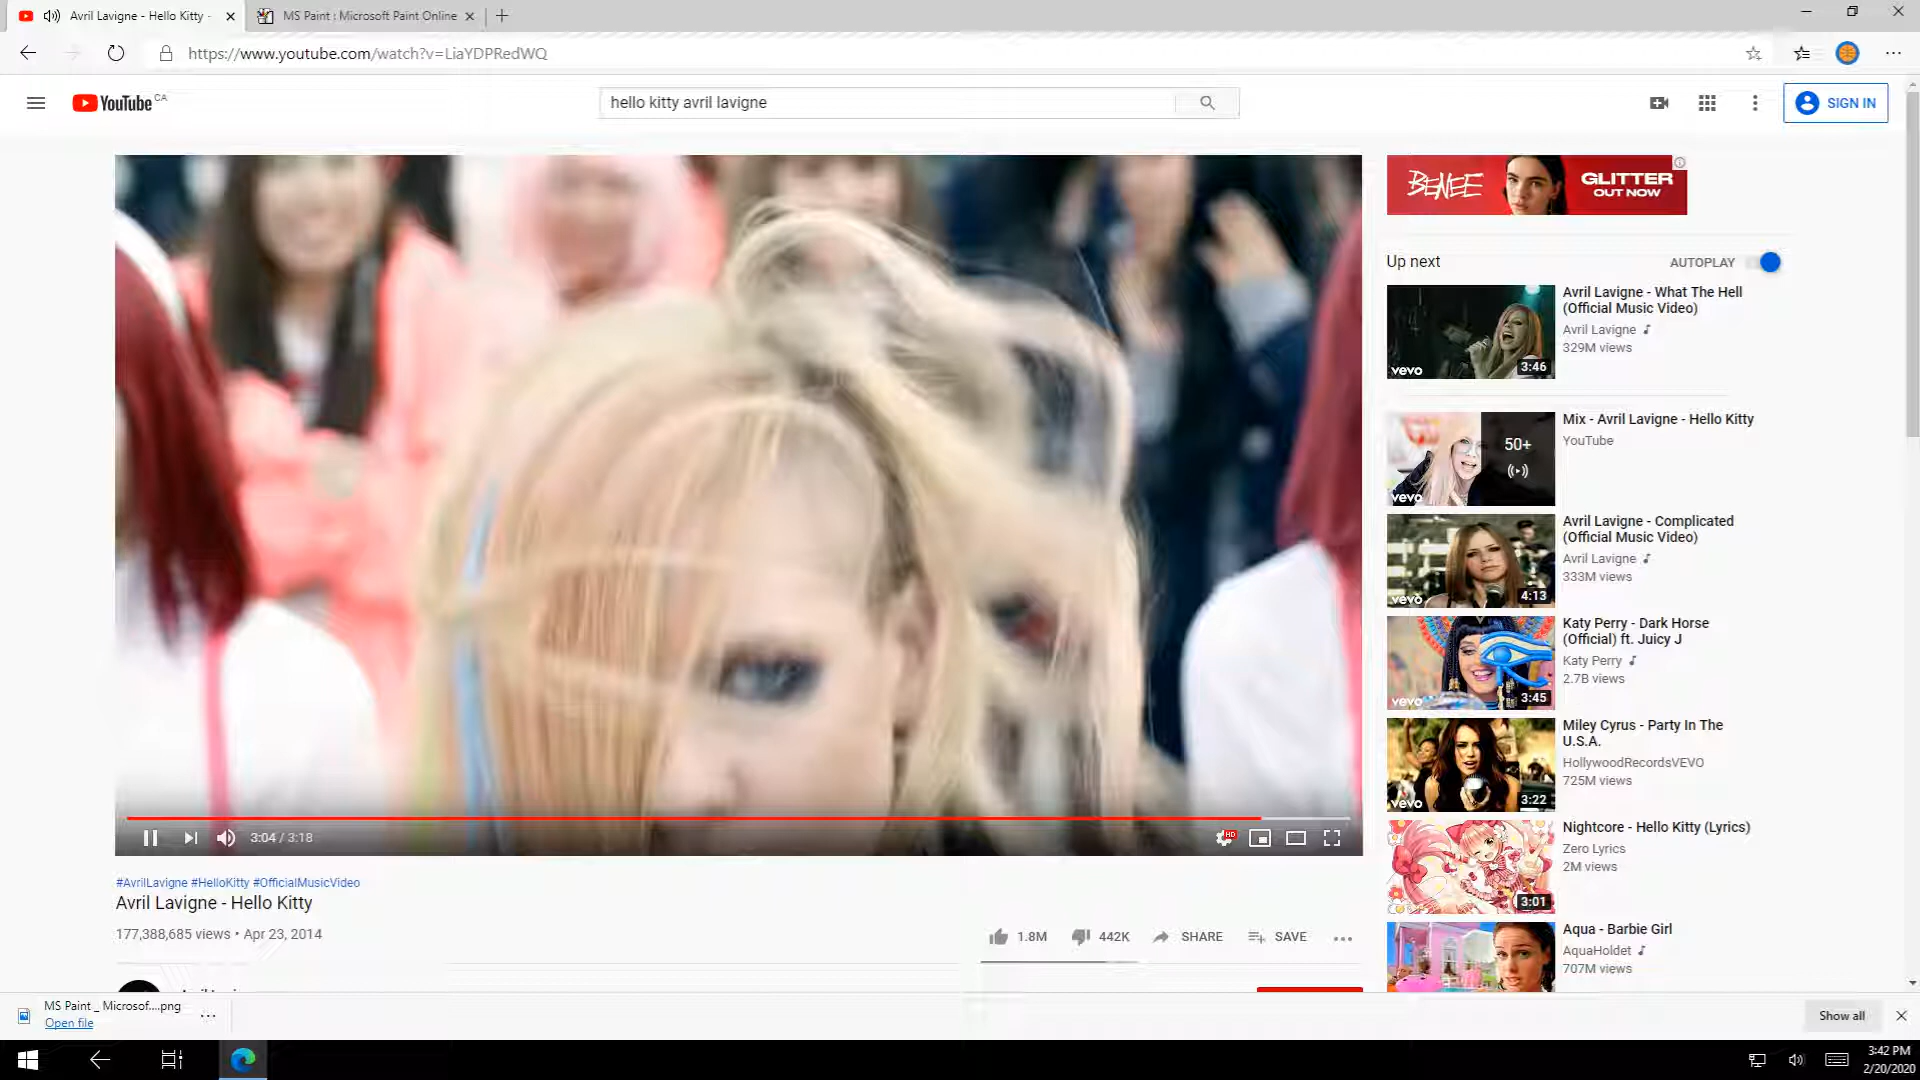 Avril Lavigne - Hello Kitty -
MS Paint : Microsoft Paint Online
https://www.youtube.com/watch?v=LiaYDPRedWQ
YouTube CA
hello kitty avril lavigne
SIGN IN
BENEE
GLITTER
OUT NOW
Up next
AUTOPLAY
Avril Lavigne - What The Hell
(Official Music Video)
Avril Lavigne
329M views
vevo
3:46
Mix - Avril Lavigne - Hello Kitty
YouTube
50+
vevo
Avril Lavigne - Complicated
(Official Music Video)
Avril Lavigne
333M views
vevo
4:13
Katy Perry - Dark Horse
(Official) ft. Juicy J
Katy Perry
2.7B views
vevo
3:45
Miley Cyrus - Party In The
U.S.A.
HollywoodRecordsVEVO
725M views
vevo
3:22
Nightcore - Hello Kitty (Lyrics)
Zero Lyrics
2M views
3:01
Aqua - Barbie Girl
AquaHoldet
707M views
3:04 / 3:18
HD
#AvrilLavigne #HelloKitty #OfficialMusicVideo
Avril Lavigne - Hello Kitty
177,388,685 views • Apr 23, 2014
1.8M
442K
SHARE
SAVE
MS Paint _ Microsof....png
Open file
Show all
3:42 PM
2/20/2020